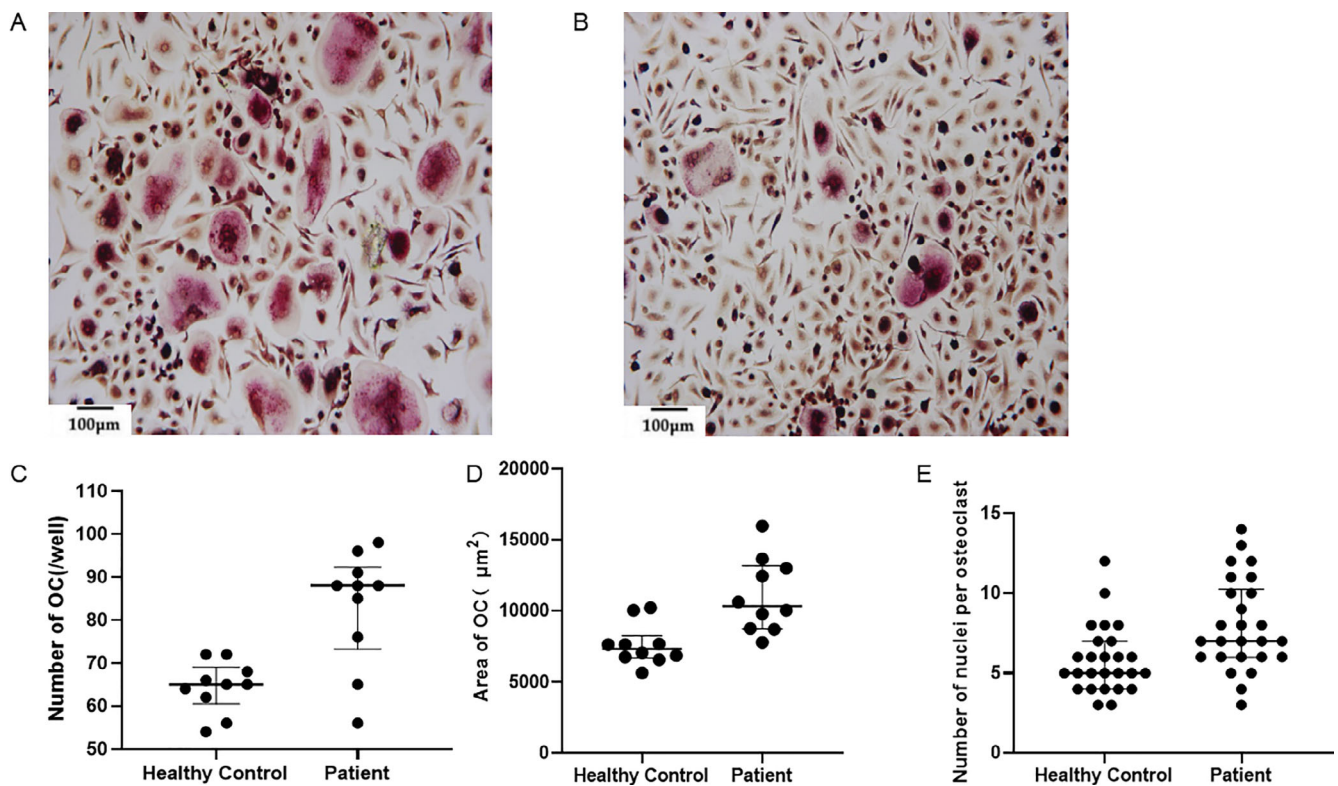 A
B
100μm
100μm
C
Number of OC(/well)
110
100
90
80
70
60
50
Healthy Control
Patient
D
Area of OC ( μm²)
20000
15000
10000
5000
0
Healthy Control
Patient
E
Number of nuclei per osteoclast
15
10
5
0
Healthy Control
Patient